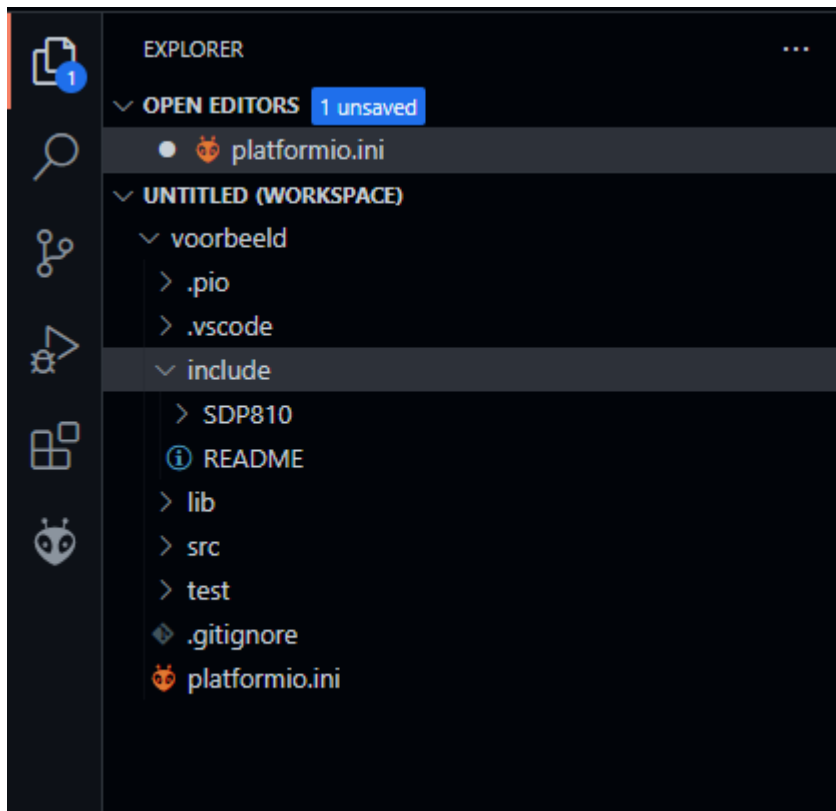 EXPLORER ...
OPEN EDITORS 1 unsaved
platformio.ini
UNTITLED (WORKSPACE)
voorbeeld
.pio
.vscode
include
SDP810
README
lib
src
test
.gitignore
platformio.ini
1